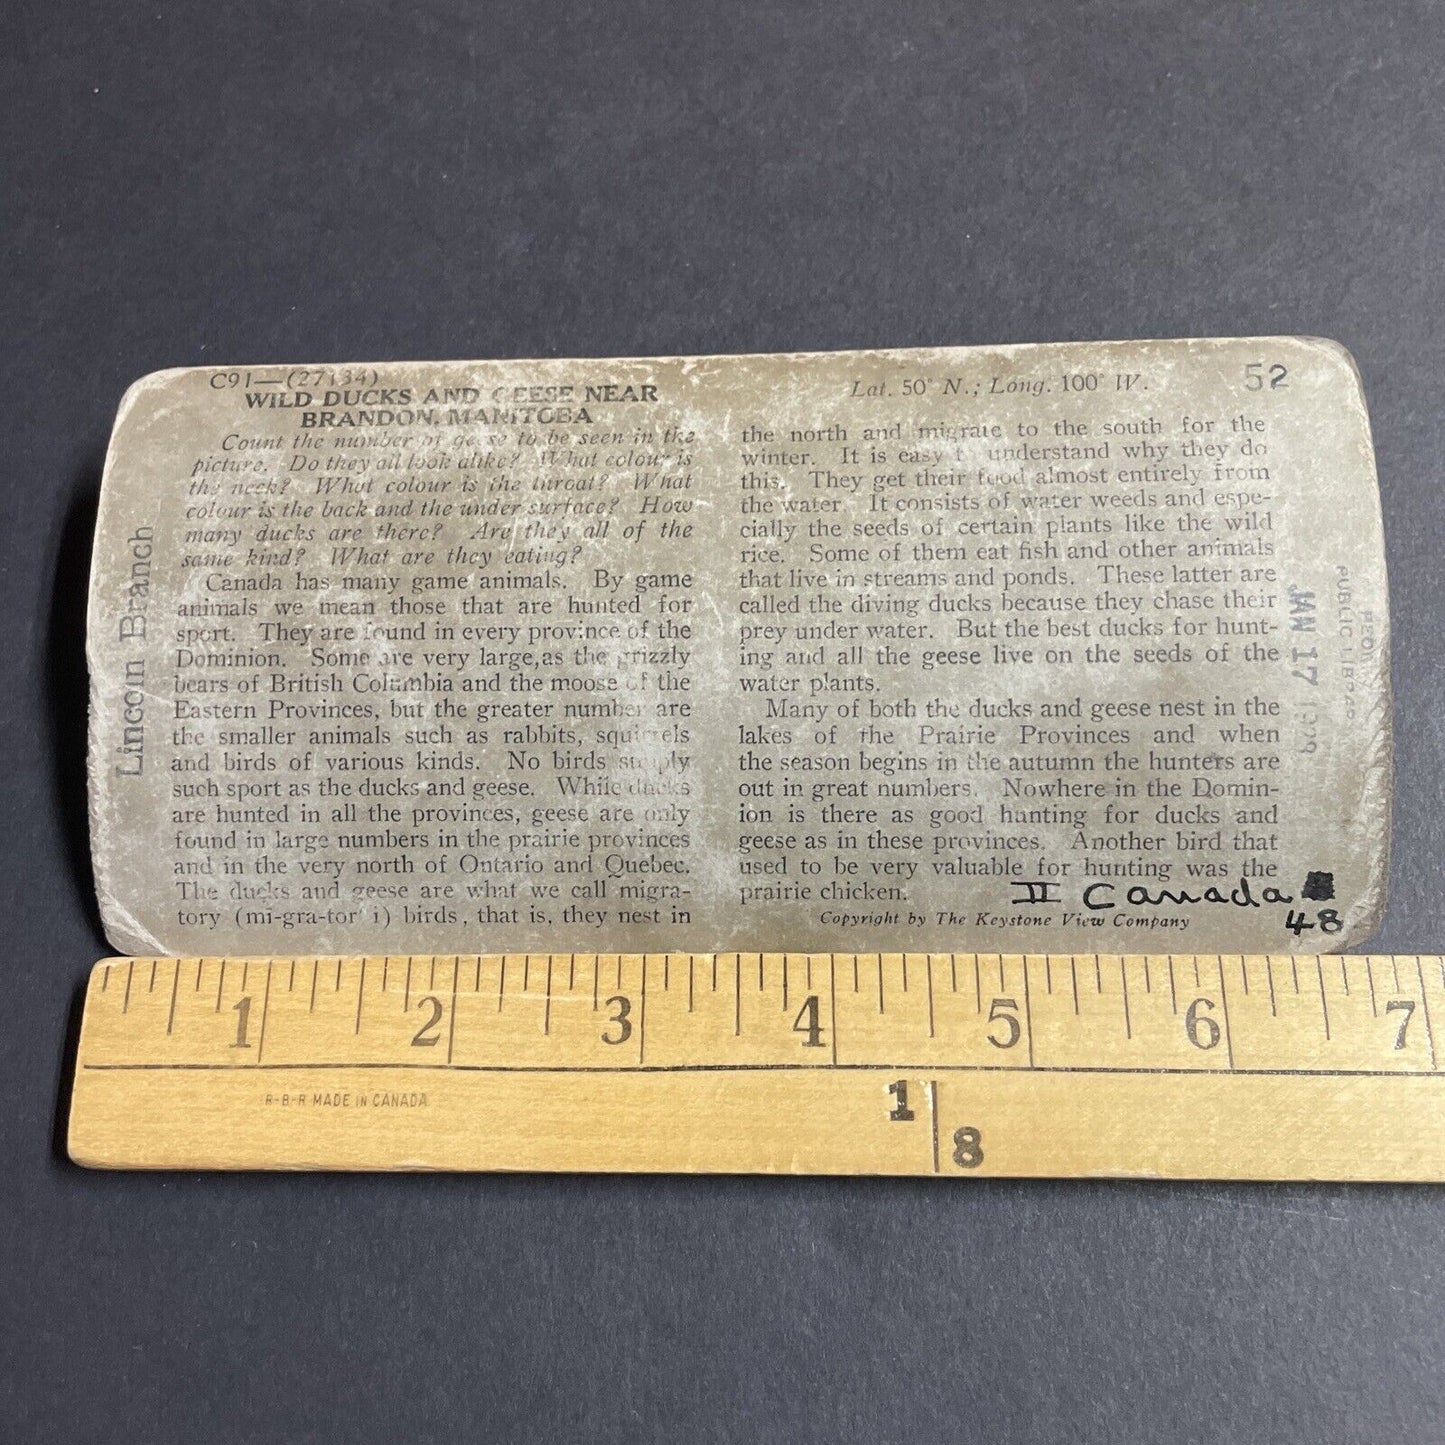 C91—(27134)
WILD DUCKS AND GEESE NEAR
BRANDON, MANITOBA
Count the number of geese to be seen in the
picture. Do they all look alike? What colour is
the neck? What colour is the throat? What
colour is the back and the under surface? How
many ducks are there? Are they all of the
same kind? What are they eating?
Canada has many game animals. By game
animals we mean those that are hunted for
sport. They are found in every province of the
Dominion. Some are very large, as the grizzly
bears of British Columbia and the moose of the
Eastern Provinces, but the greater number are
the smaller animals such as rabbits, squirrels
and birds of various kinds. No birds supply
such sport as the ducks and geese. While ducks
are hunted in all the provinces, geese are only
found in large numbers in the prairie provinces
and in the very north of Ontario and Quebec.
The ducks and geese are what we call migra-
tory (mi-gra-tor' i) birds, that is, they nest in
Lat. 50° N.; Long. 100° W.
52
the north and migrate to the south for the
winter. It is easy to understand why they do
this. They get their food almost entirely from
the water. It consists of water weeds and espe-
cially the seeds of certain plants like the wild
rice. Some of them eat fish and other animals
that live in streams and ponds. These latter are
called the diving ducks because they chase their
prey under water. But the best ducks for hunt-
ing and all the geese live on the seeds of the
water plants.
Many of both the ducks and geese nest in the
lakes of the Prairie Provinces and when
the season begins in the autumn the hunters are
out in great numbers. Nowhere in the Domin-
ion is there as good hunting for ducks and
geese as in these provinces. Another bird that
used to be very valuable for hunting was the
prairie chicken.
II Canada
48
Copyright by The Keystone View Company
Lincoln Branch
JAN 17 1929
PUBLIC LIBRARY
1 2 3 4 5 6 7
R-B-R MADE IN CANADA
1
8